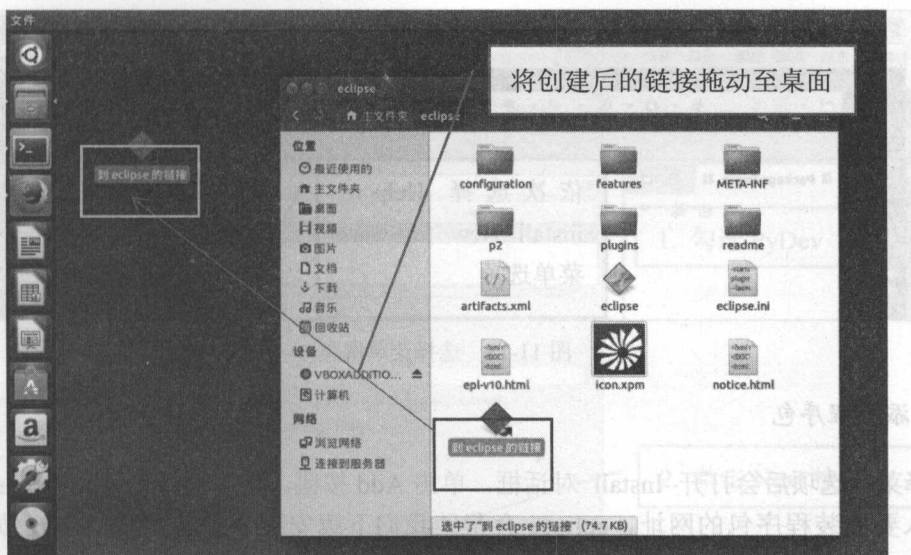 文件
将创建后的链接拖动至桌面
eclipse
主文件夹 eclipse
到 eclipse 的链接
位置
最近使用的
主文件夹
桌面
视频
图片
文档
下载
音乐
回收站
设备
VBOXADDITIO...
计算机
网络
浏览网络
连接到服务器
configuration
features
META-INF
p2
plugins
readme
artifacts.xml
eclipse
eclipse.ini
epl-v10.html
icon.xpm
notice.html
到 eclipse 的链接
选中了"到 eclipse 的链接" (74.7 KB)